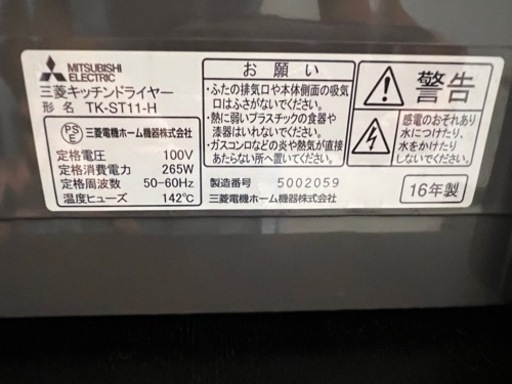 MITSUBISHI
ELECTRIC
三菱キッチンドライヤー
形 名 TK-ST11-H
PS
E 三菱電機ホーム機器株式会社
定格電圧 100V
定格消費電力 265W
定格周波数 50-60Hz
温度ヒューズ 142℃
お 願 い
・ふたの排気口や本体側面の吸気
口はふさがないでください。
・熱に弱いプラスチックの食器や
漆器はいれないでください。
・ガスコンロなどの炎や熱気が直接
あたらない所へ置いてください。
製造番号 5002059
三菱電機ホーム機器株式会社
警告
感電のおそれあり
水につけたり、
水をかけたり
しないでください。
16年製